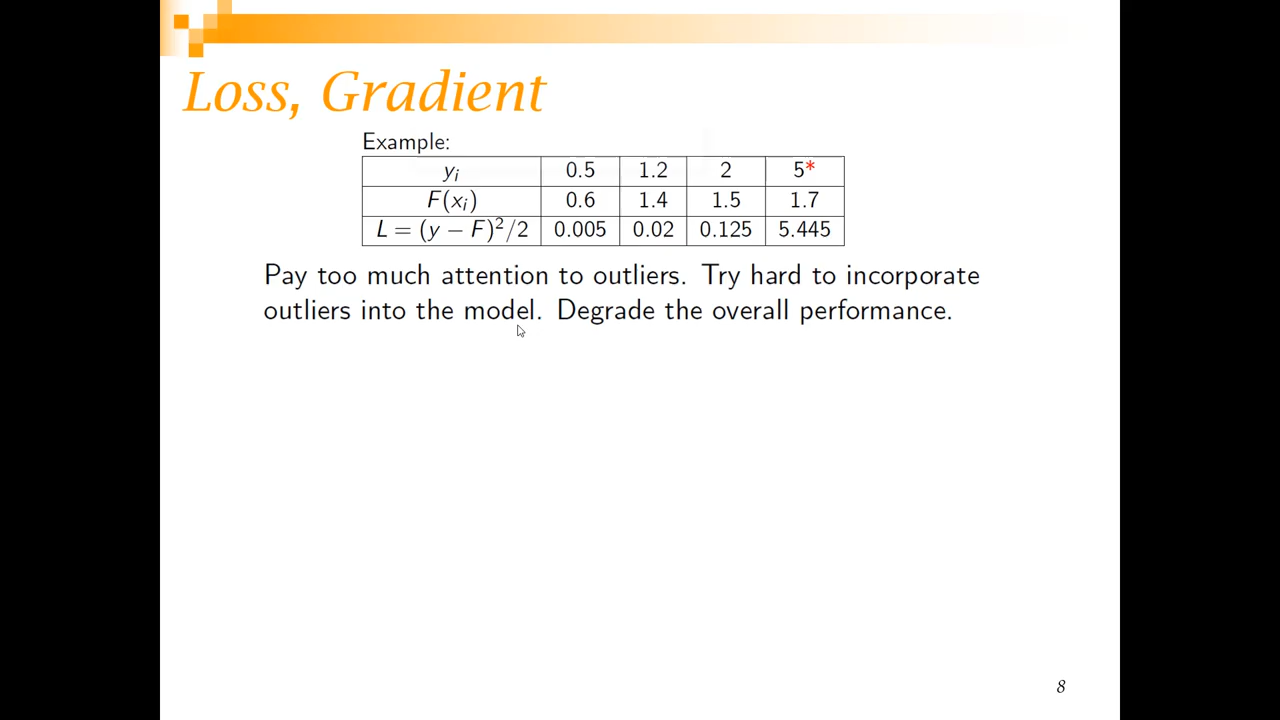 Loss, Gradient
Example:
yᵢ 0.5 1.2 2 5*
F(xᵢ) 0.6 1.4 1.5 1.7
L = (y − F)²/2 0.005 0.02 0.125 5.445
Pay too much attention to outliers. Try hard to incorporate
outliers into the model. Degrade the overall performance.
8